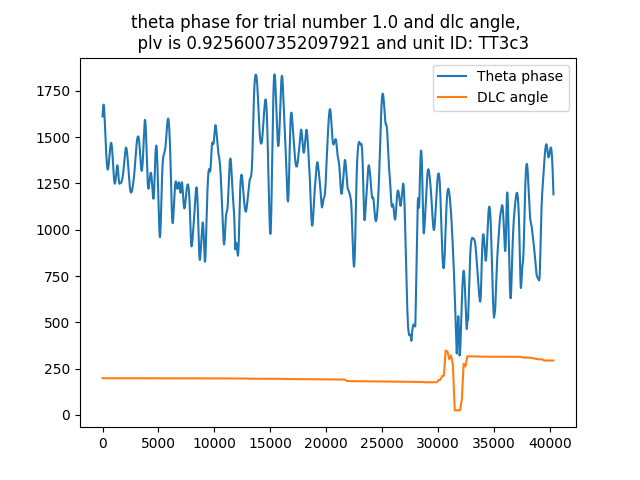 theta phase for trial number 1.0 and dlc angle,
plv is 0.9256007352097921 and unit ID: TT3c3
Theta phase
DLC angle
1750
1500
1250
1000
750
500
250
0
0 5000 10000 15000 20000 25000 30000 35000 40000